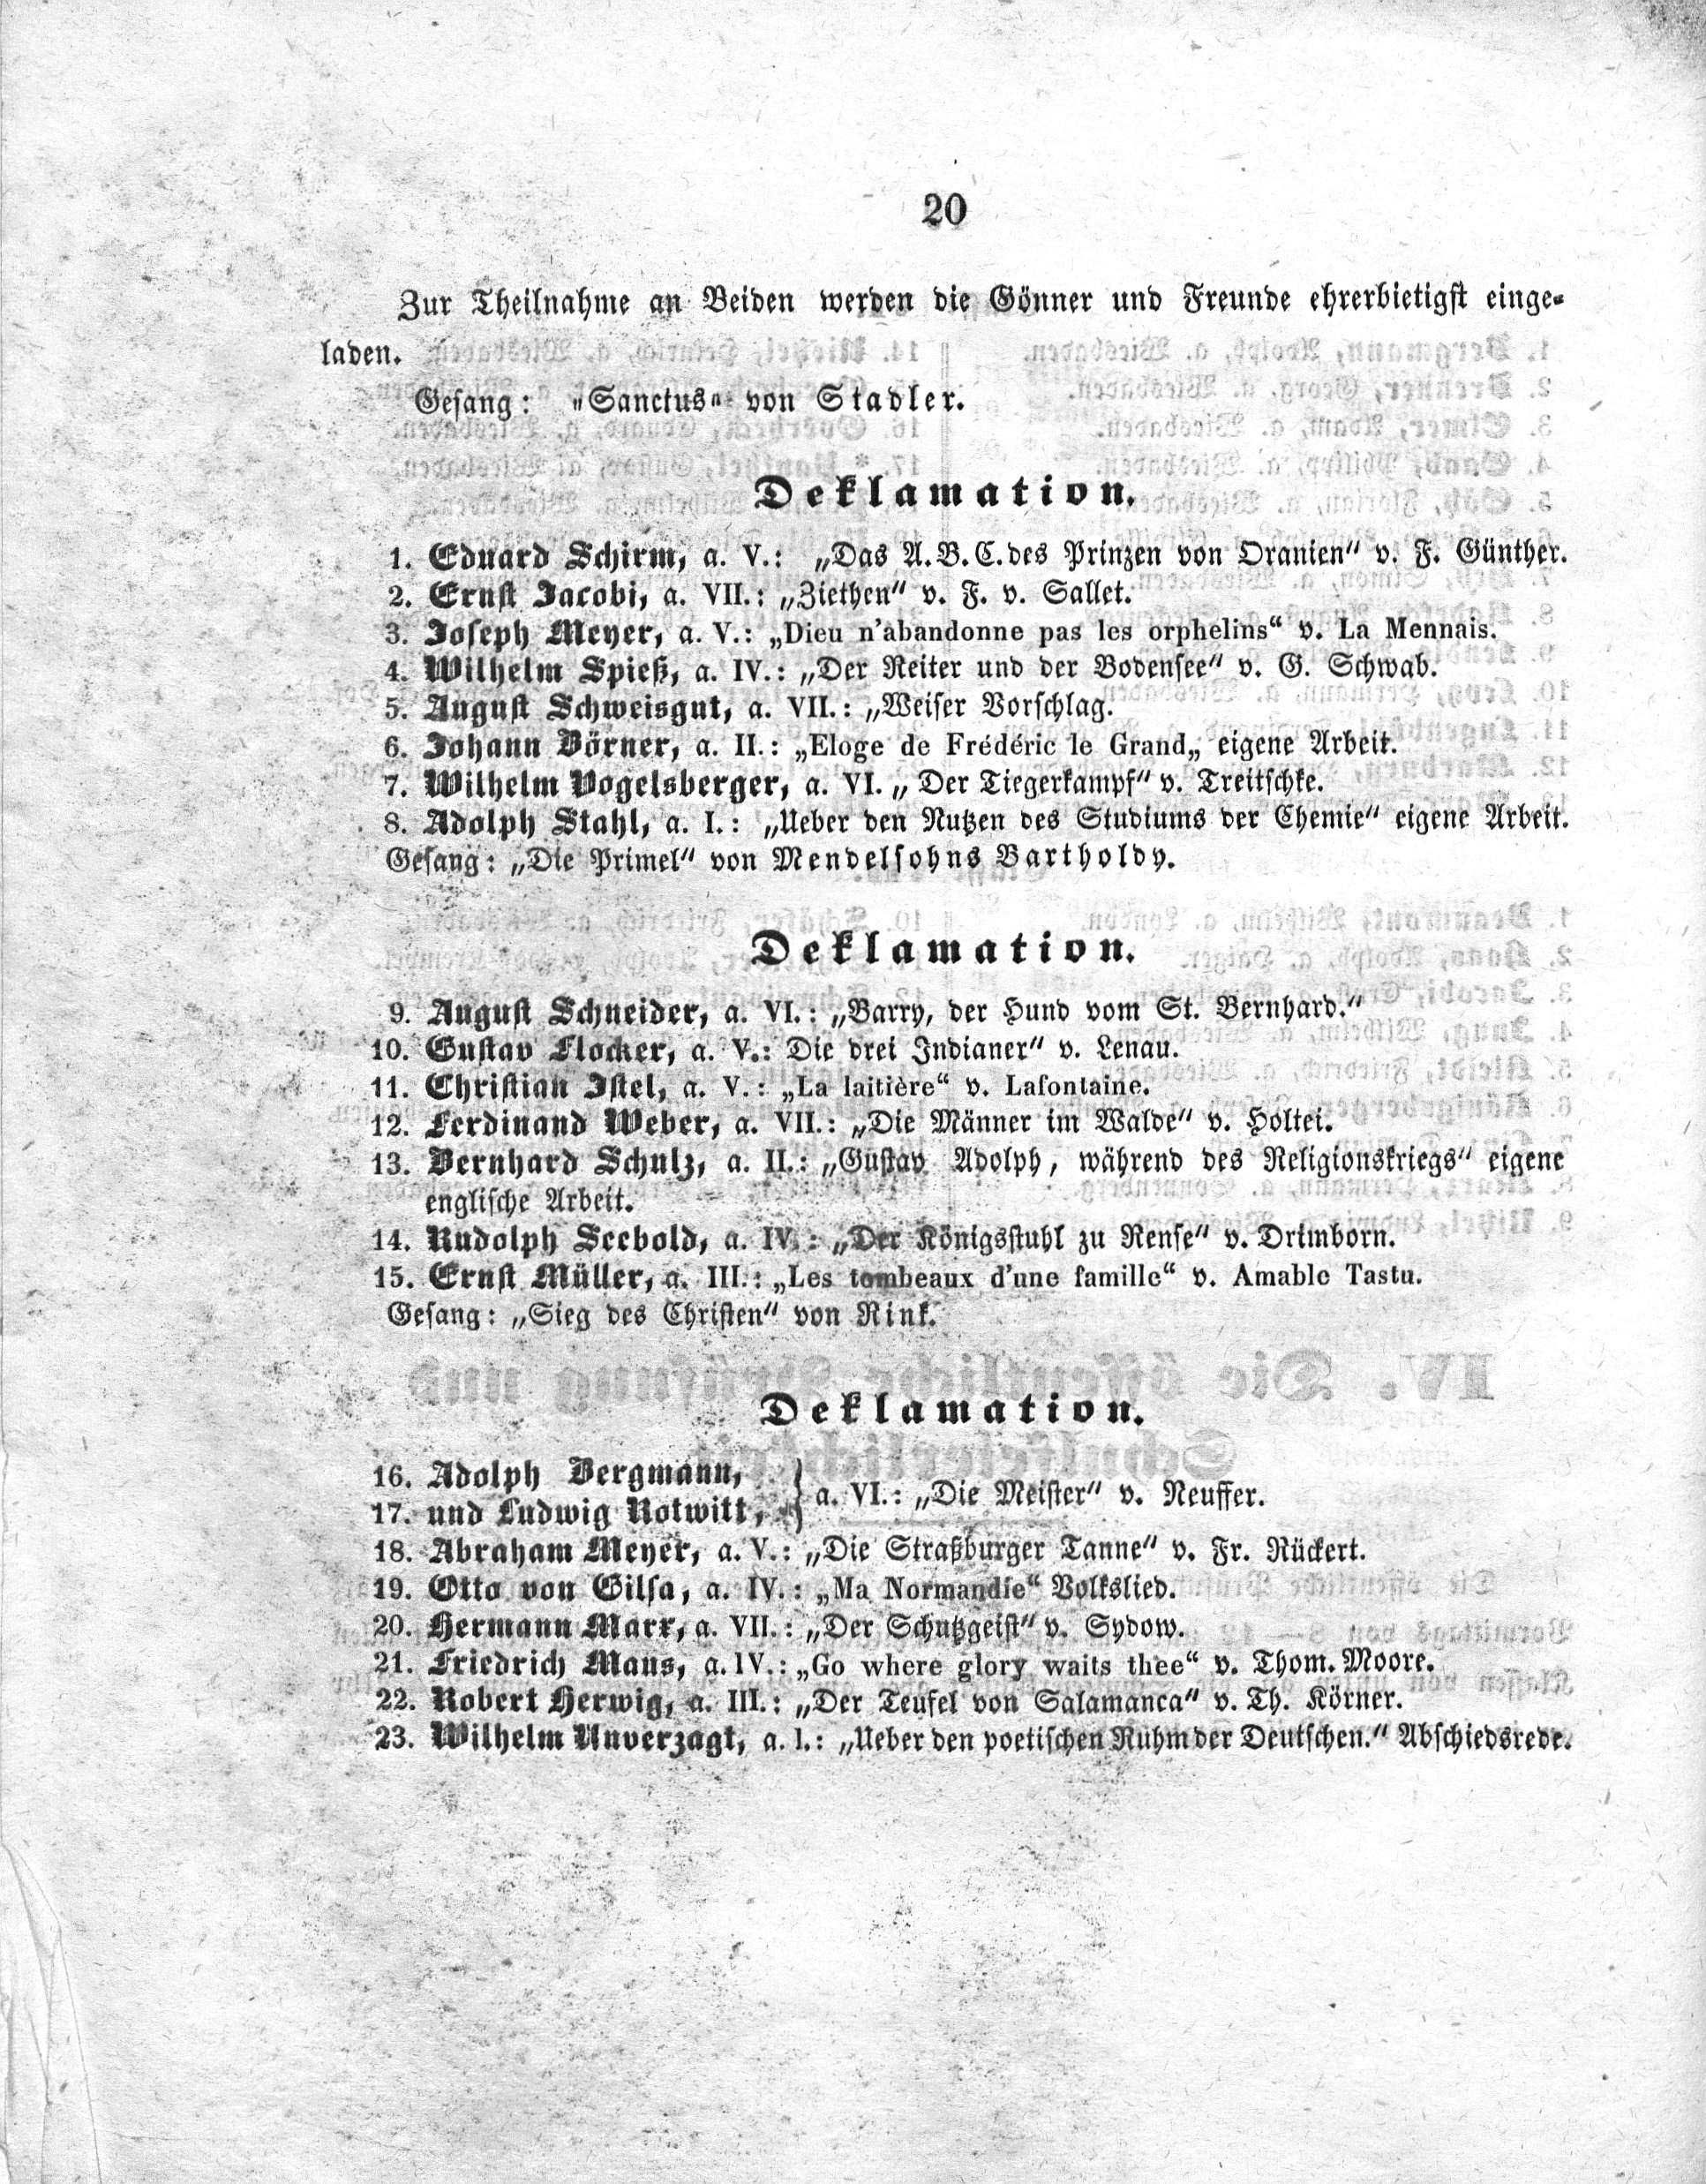 20
Zur Theilnahme an Beiden werden die Gönner und Freunde ehrerbietigst einge-
laden.
Gesang: „Sanctus„ von Stadler.
Deklamation.
1. Eduard Schirm, a. V.: „Das A.B.C. des Prinzen von Oranien“ v. F. Günther.
2. Ernst Jacobi, a. VII.: „Ziethen“ v. F. v. Sallet.
3. Joseph Meyer, a. V.: „Dieu n'abandonne pas les orphelins“ v. La Mennais.
4. Wilhelm Spieß, a. IV.: „Der Reiter und der Bodensee“ v. G. Schwab.
5. August Schweisgut, a. VII.: „Weiser Vorschlag.
6. Johann Börner, a. II.: „Eloge de Frédéric le Grand„ eigene Arbeit.
7. Wilhelm Vogelsberger, a. VI. „Der Tiegerkampf“ v. Treitschke.
8. Adolph Stahl, a. I.: „Ueber den Nutzen des Studiums der Chemie“ eigene Arbeit.
Gesang: „Die Primel“ von Mendelsohns Bartholdy.
Deklamation.
9. August Schneider, a. VI.: „Barry, der Hund vom St. Bernhard.“
10. Gustav Flocker, a. V.: Die drei Indianer“ v. Lenau.
11. Christian Istel, a. V.: „La laitière“ v. Lafontaine.
12. Ferdinand Weber, a. VII.: „Die Männer im Walde“ v. Holtei.
13. Bernhard Schulz, a. II.: „Gustav Adolph, während des Religionskriegs“ eigene
englische Arbeit.
14. Rudolph Seebold, a. IV.: „Der Königsstuhl zu Rense“ v. Drimborn.
15. Ernst Müller, a. III.: „Les tombeaux d'une famille“ v. Amable Tastu.
Gesang: „Sieg des Christen“ von Rink.
Deklamation.
16. Adolph Bergmann,
17. und Ludwig Rotwitt, } a. VI.: „Die Meister“ v. Neuffer.
18. Abraham Meyer, a. V.: „Die Straßburger Tanne“ v. Fr. Rückert.
19. Otto von Gilsa, a. IV.: „Ma Normandie“ Volkslied.
20. Hermann Marx, a. VII.: „Der Schutzgeist“ v. Sydow.
21. Friedrich Maus, a. IV.: „Go where glory waits thee“ v. Thom. Moore.
22. Robert Herwig, a. III.: „Der Teufel von Salamanca“ v. Th. Körner.
23. Wilhelm Unverzagt, a. I.: „Ueber den poetischen Ruhm der Deutschen.“ Abschiedsrede.